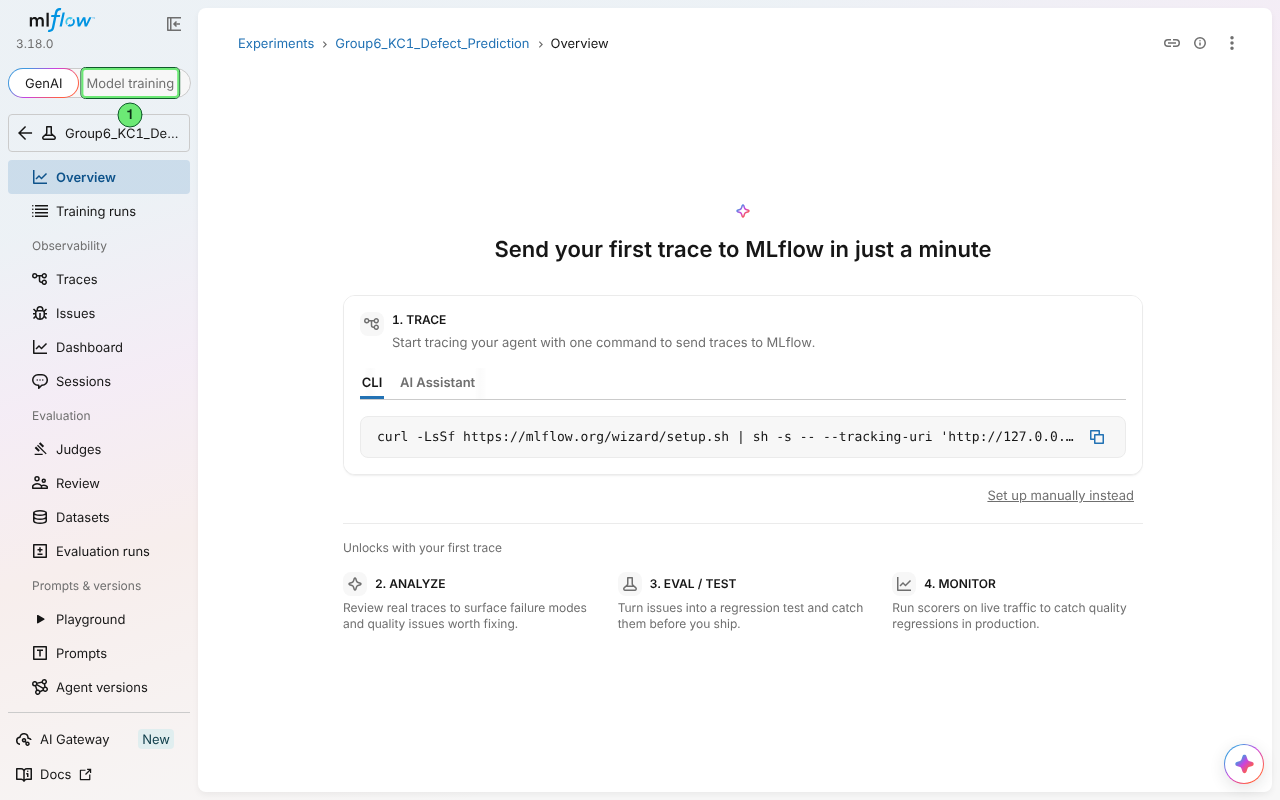 mlflow
3.18.0
GenAI
Model training
1
Group6_KC1_De...
Overview
Training runs
Observability
Traces
Issues
Dashboard
Sessions
Evaluation
Judges
Review
Datasets
Evaluation runs
Prompts & versions
Playground
Prompts
Agent versions
AI Gateway New
Docs
Experiments › Group6_KC1_Defect_Prediction › Overview
Send your first trace to MLflow in just a minute
1. TRACE
Start tracing your agent with one command to send traces to MLflow.
CLI AI Assistant
curl -LsSf https://mlflow.org/wizard/setup.sh | sh -s -- --tracking-uri 'http://127.0.0.…
Set up manually instead
Unlocks with your first trace
2. ANALYZE
Review real traces to surface failure modes
and quality issues worth fixing.
3. EVAL / TEST
Turn issues into a regression test and catch
them before you ship.
4. MONITOR
Run scorers on live traffic to catch quality
regressions in production.